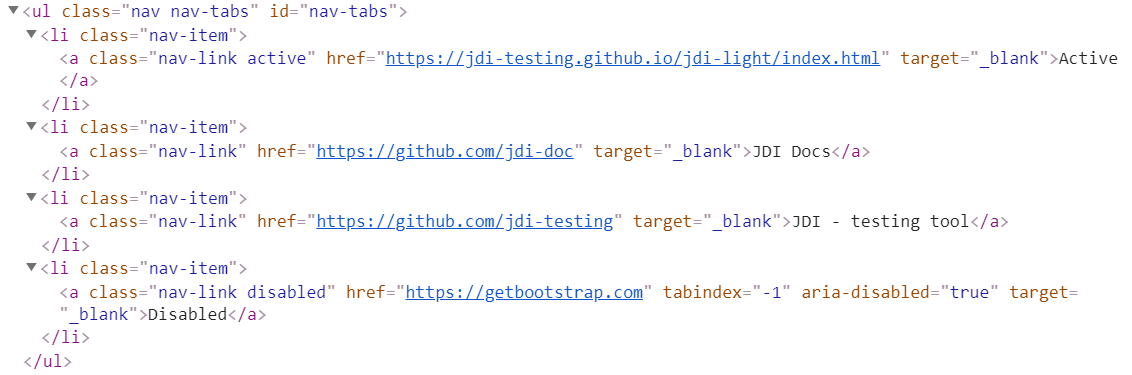 ▼<ul class="nav nav-tabs" id="nav-tabs">
▼<li class="nav-item">
<a class="nav-link active" href="https://jdi-testing.github.io/jdi-light/index.html" target="_blank">Active
</a>
</li>
▼<li class="nav-item">
<a class="nav-link" href="https://github.com/jdi-doc" target="_blank">JDI Docs</a>
</li>
▼<li class="nav-item">
<a class="nav-link" href="https://github.com/jdi-testing" target="_blank">JDI - testing tool</a>
</li>
▼<li class="nav-item">
<a class="nav-link disabled" href="https://getbootstrap.com" tabindex="-1" aria-disabled="true" target=
"_blank">Disabled</a>
</li>
</ul>